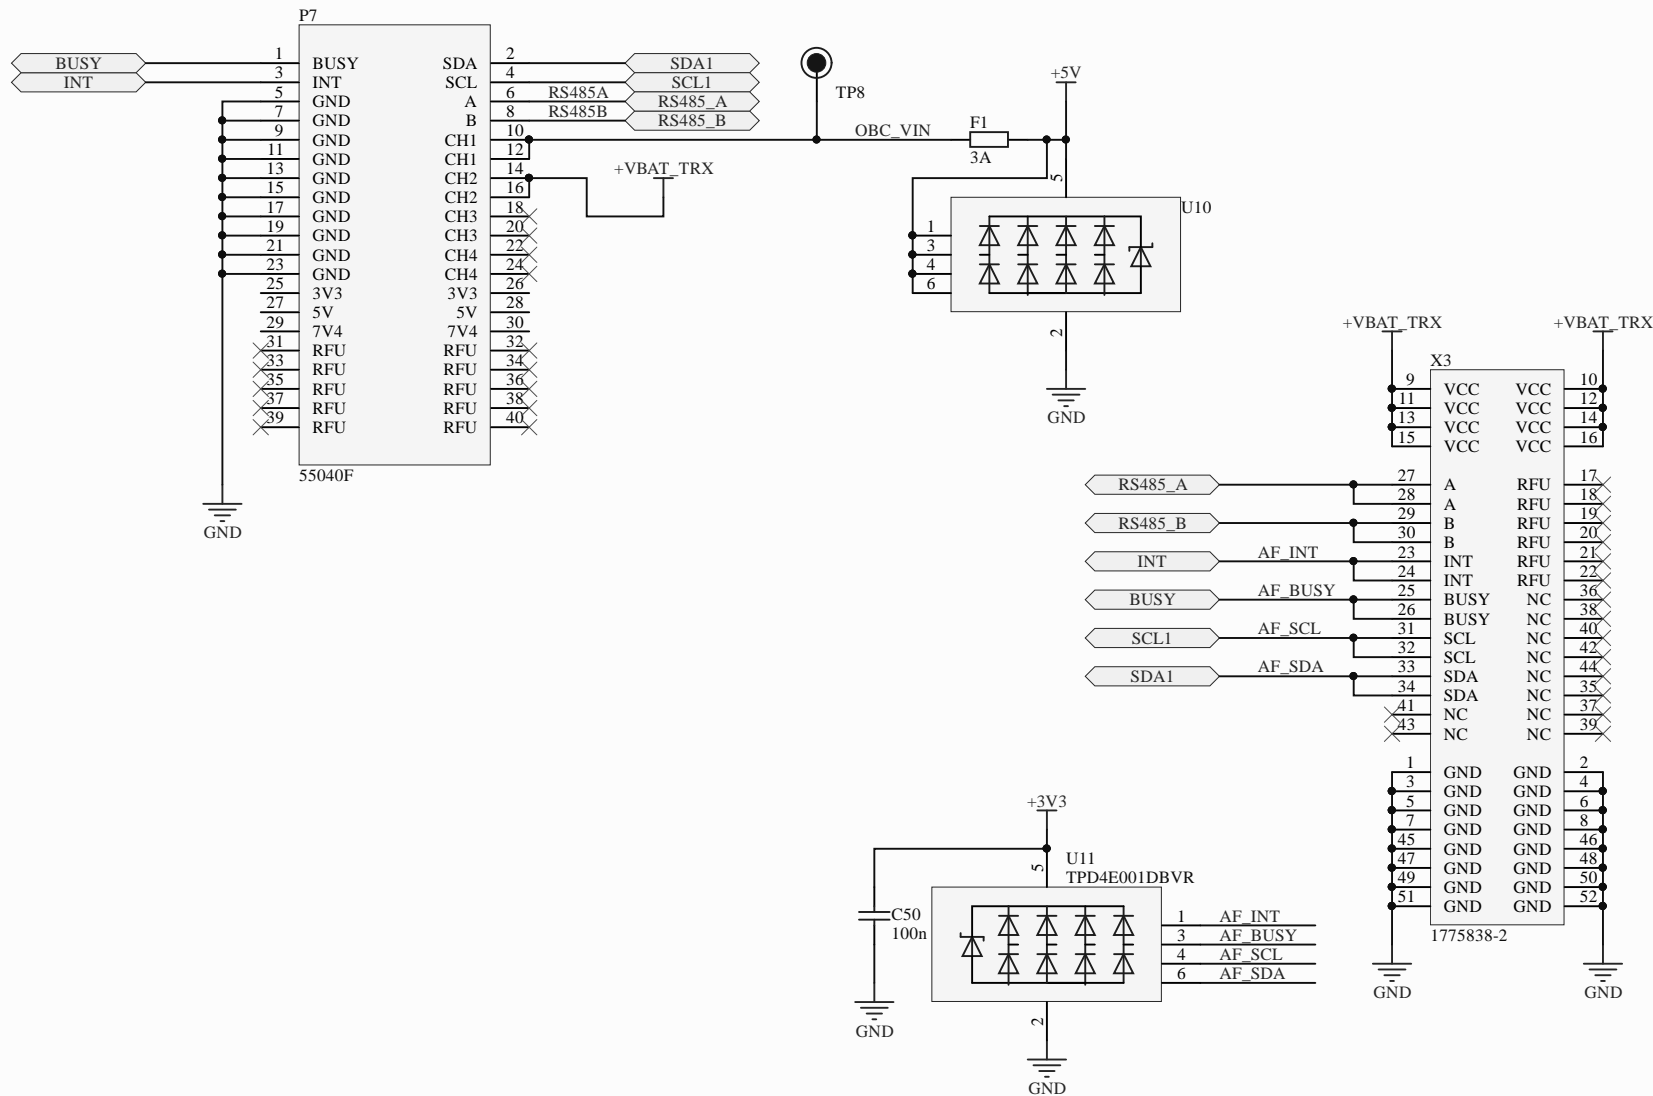 P7
BUSY 1 BUSY SDA 2 SDA1
INT 3 INT SCL 4 SCL1
5 GND A 6 RS485A RS485_A
7 GND B 8 RS485B RS485_B
9 GND CH1 10
11 GND CH1 12
13 GND CH2 14
15 GND CH2 16
17 GND CH3 18
19 GND CH3 20
21 GND CH4 22
23 GND CH4 24
25 3V3 3V3 26
27 5V 5V 28
29 7V4 7V4 30
31 RFU RFU 32
33 RFU RFU 34
35 RFU RFU 36
37 RFU RFU 38
39 RFU RFU 40
55040F
GND
+VBAT_TRX
TP8
OBC_VIN
F1
3A
+5V
5
U10
1
3
4
6
2
GND
+VBAT_TRX +VBAT_TRX
X3
9 VCC VCC 10
11 VCC VCC 12
13 VCC VCC 14
15 VCC VCC 16
RS485_A 27 A RFU 17
28 A RFU 18
RS485_B 29 B RFU 19
30 B RFU 20
INT AF_INT 23 INT RFU 21
24 INT RFU 22
BUSY AF_BUSY 25 BUSY NC 36
26 BUSY NC 38
SCL1 AF_SCL 31 SCL NC 40
32 SCL NC 42
SDA1 AF_SDA 33 SDA NC 44
34 SDA NC 35
41 NC NC 37
43 NC NC 39
1 GND GND 2
3 GND GND 4
5 GND GND 6
7 GND GND 8
45 GND GND 46
47 GND GND 48
49 GND GND 50
51 GND GND 52
1775838-2
GND GND
+3V3
5
U11
TPD4E001DBVR
C50
100n
GND
1 AF_INT
3 AF_BUSY
4 AF_SCL
6 AF_SDA
2
GND